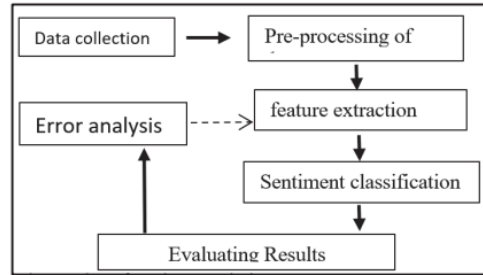 Data collection
Pre-processing of
feature extraction
Error analysis
Sentiment classification
Evaluating Results